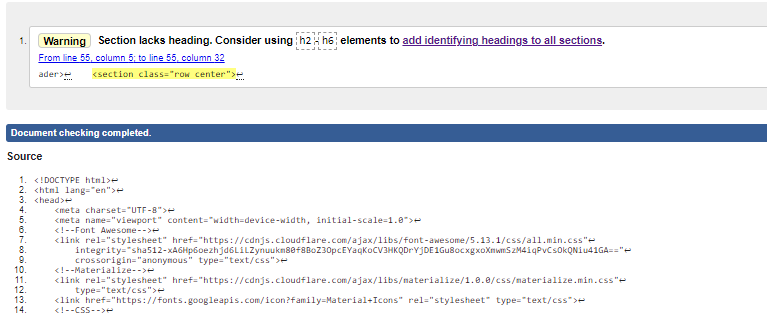 1. Warning Section lacks heading. Consider using h2-h6 elements to add identifying headings to all sections.
From line 55, column 5; to line 55, column 32
ader>↩ <section class="row center">↩
Document checking completed.
Source
1. <!DOCTYPE html>↩
2. <html lang="en">↩
3. <head>↩
4. <meta charset="UTF-8">↩
5. <meta name="viewport" content="width=device-width, initial-scale=1.0">↩
6. <!--Font Awesome-->↩
7. <link rel="stylesheet" href="https://cdnjs.cloudflare.com/ajax/libs/font-awesome/5.13.1/css/all.min.css"↩
8. integrity="sha512-xA6Hp6oezhjd6LiLZynuukm80f8BoZ3OpcEYaqKoCV3HKQDrYjDE1Gu8ocxgxoXmwmSzM4iqPvCsOkQNiu41GA=="↩
9. crossorigin="anonymous" type="text/css">↩
10. <!--Materialize-->↩
11. <link rel="stylesheet" href="https://cdnjs.cloudflare.com/ajax/libs/materialize/1.0.0/css/materialize.min.css"↩
12. type="text/css">↩
13. <link href="https://fonts.googleapis.com/icon?family=Material+Icons" rel="stylesheet" type="text/css">↩
14. <!--CSS-->↩